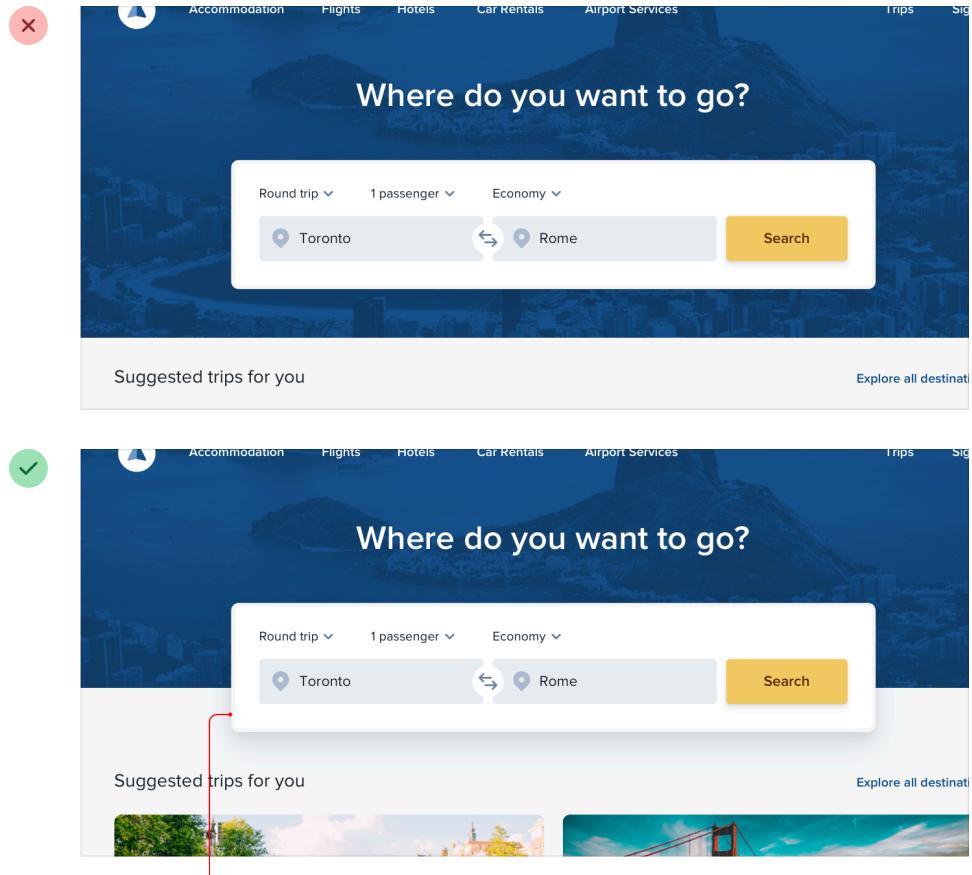 Accommodation Flights Hotels Car Rentals Airport Services Trips
Where do you want to go?
Round trip 1 passenger Economy
Toronto Rome Search
Suggested trips for you Explore all destinati
Accommodation Flights Hotels Car Rentals Airport Services Trips
Where do you want to go?
Round trip 1 passenger Economy
Toronto Rome Search
Suggested trips for you Explore all destinati